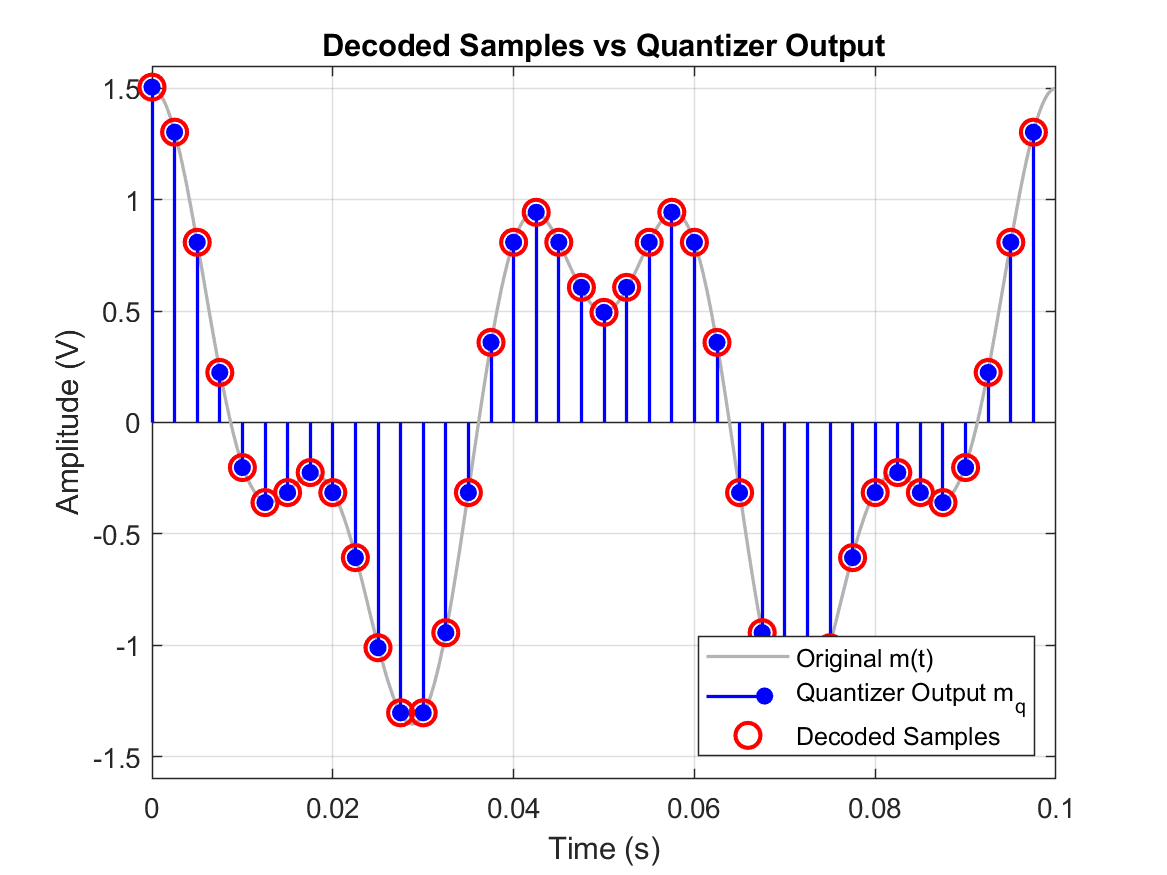 Decoded Samples vs Quantizer Output
Amplitude (V)
1.5
1
0.5
0
-0.5
-1
-1.5
Original m(t)
Quantizer Output m_q
Decoded Samples
0 0.02 0.04 0.06 0.08 0.1
Time (s)